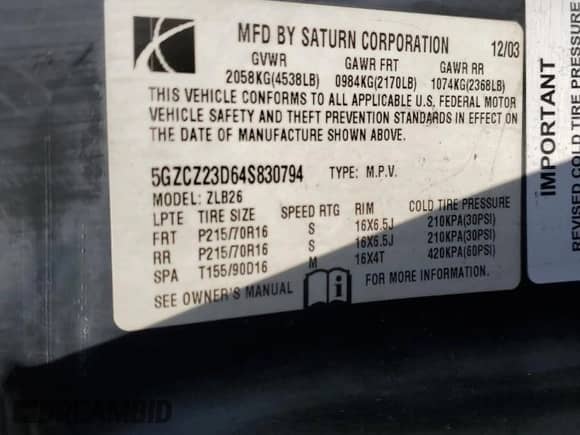 MFD BY SATURN CORPORATION 12/03
GVWR GAWR FRT GAWR RR
2058KG(4538LB) 0984KG(2170LB) 1074KG(2368LB)
THIS VEHICLE CONFORMS TO ALL APPLICABLE U.S. FEDERAL MOTOR
VEHICLE SAFETY AND THEFT PREVENTION STANDARDS IN EFFECT ON
THE DATE OF MANUFACTURE SHOWN ABOVE.
5GZCZ23D64S830794 TYPE: M.P.V.
MODEL: ZLB26
LPTE TIRE SIZE SPEED RTG RIM COLD TIRE PRESSURE
FRT P215/70R16 S 16X6.5J 210KPA(30PSI)
RR P215/70R16 S 16X6.5J 210KPA(30PSI)
SPA T155/90D16 M 16X4T 420KPA(60PSI)
SEE OWNER'S MANUAL
IMPORTANT
REVISED COLD TIRE PRESSURE
DREAMBID